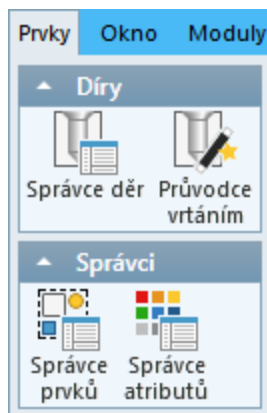 Prvky Okno Moduly
Díry
Správce děr Průvodce
vrtáním
Správci
Správce Správce
prvků atributů